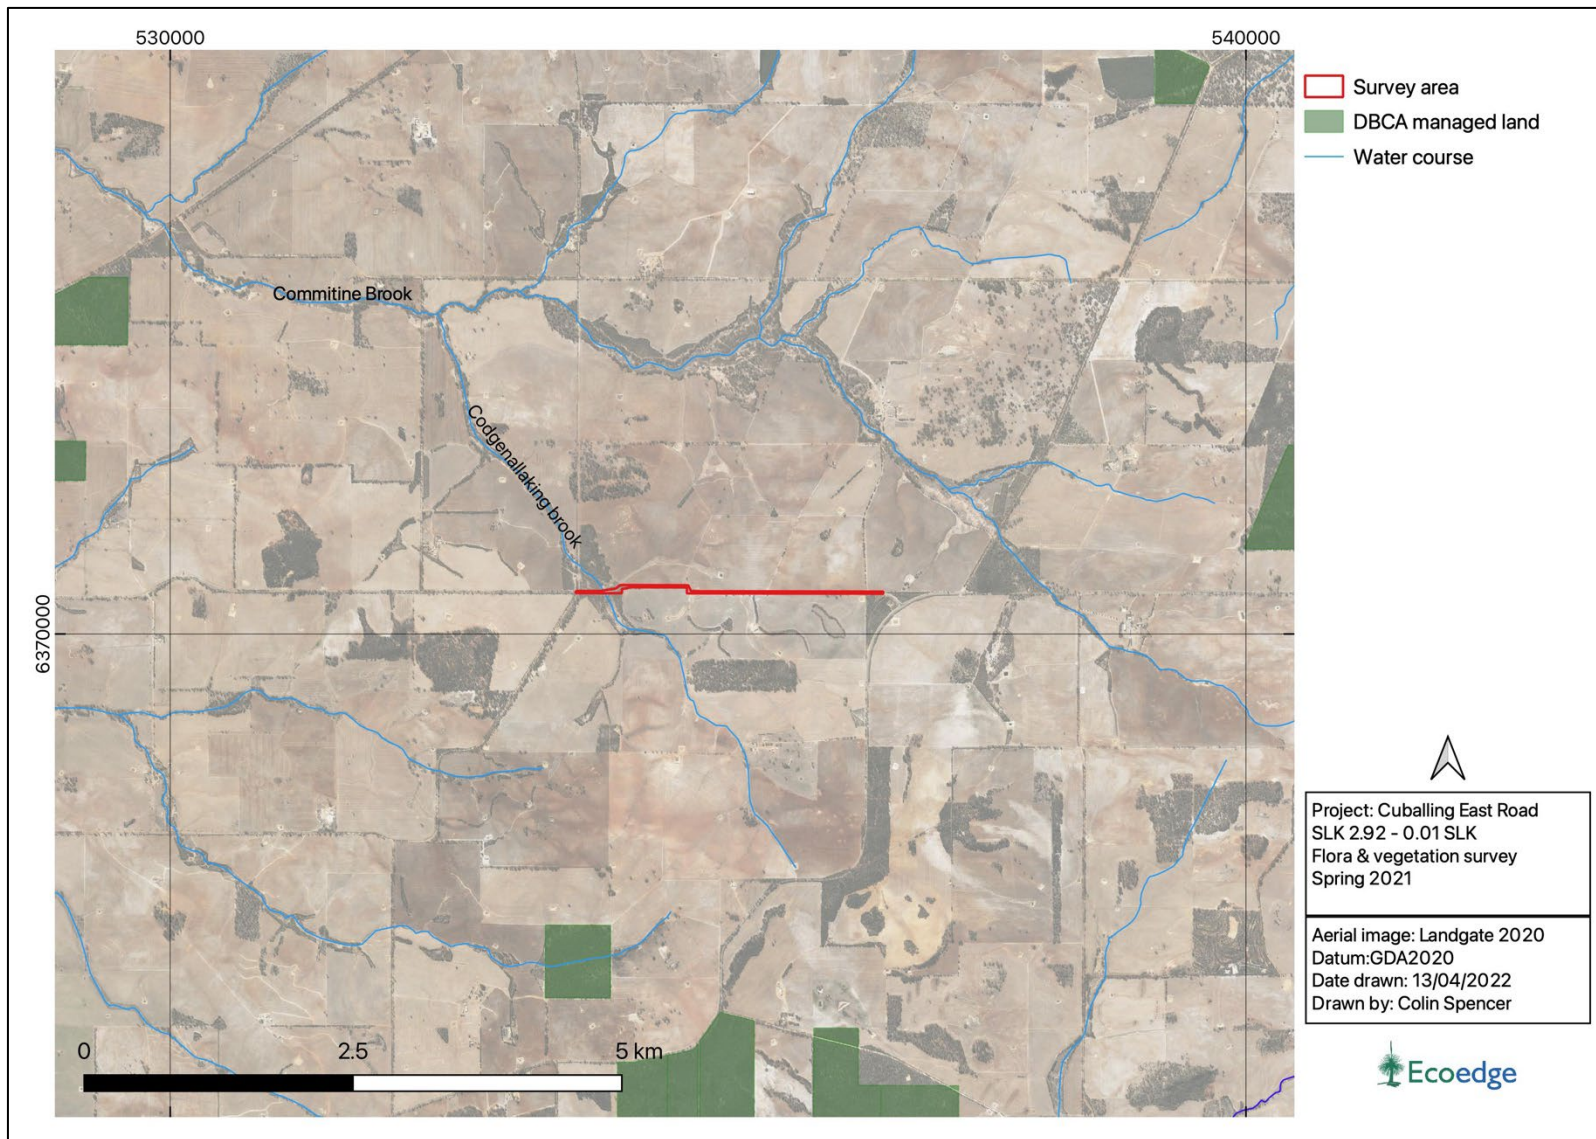 530000
540000
Survey area
DBCA managed land
Water course
Commitine Brook
Codgenallaking brook
6370000
Project: Cuballing East Road
SLK 2.92 - 0.01 SLK
Flora & vegetation survey
Spring 2021
Aerial image: Landgate 2020
Datum:GDA2020
Date drawn: 13/04/2022
Drawn by: Colin Spencer
0 2.5 5 km
Ecoedge